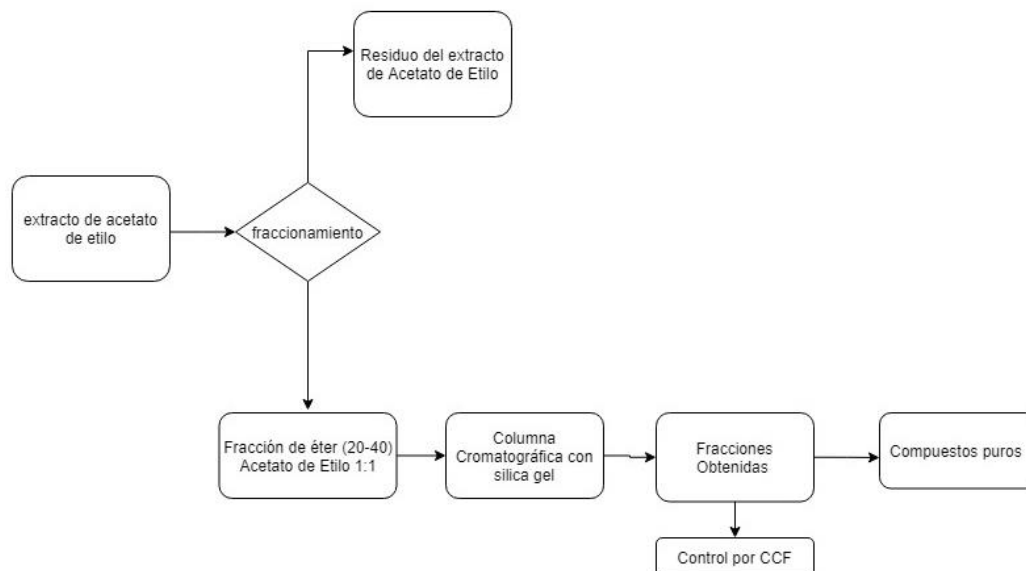 Residuo del extracto
de Acetato de Etilo
extracto de acetato
de etilo
fraccionamiento
Fracción de éter (20-40)
Acetato de Etilo 1:1
Columna
Cromatográfica con
silica gel
Fracciones
Obtenidas
Compuestos puros
Control por CCF